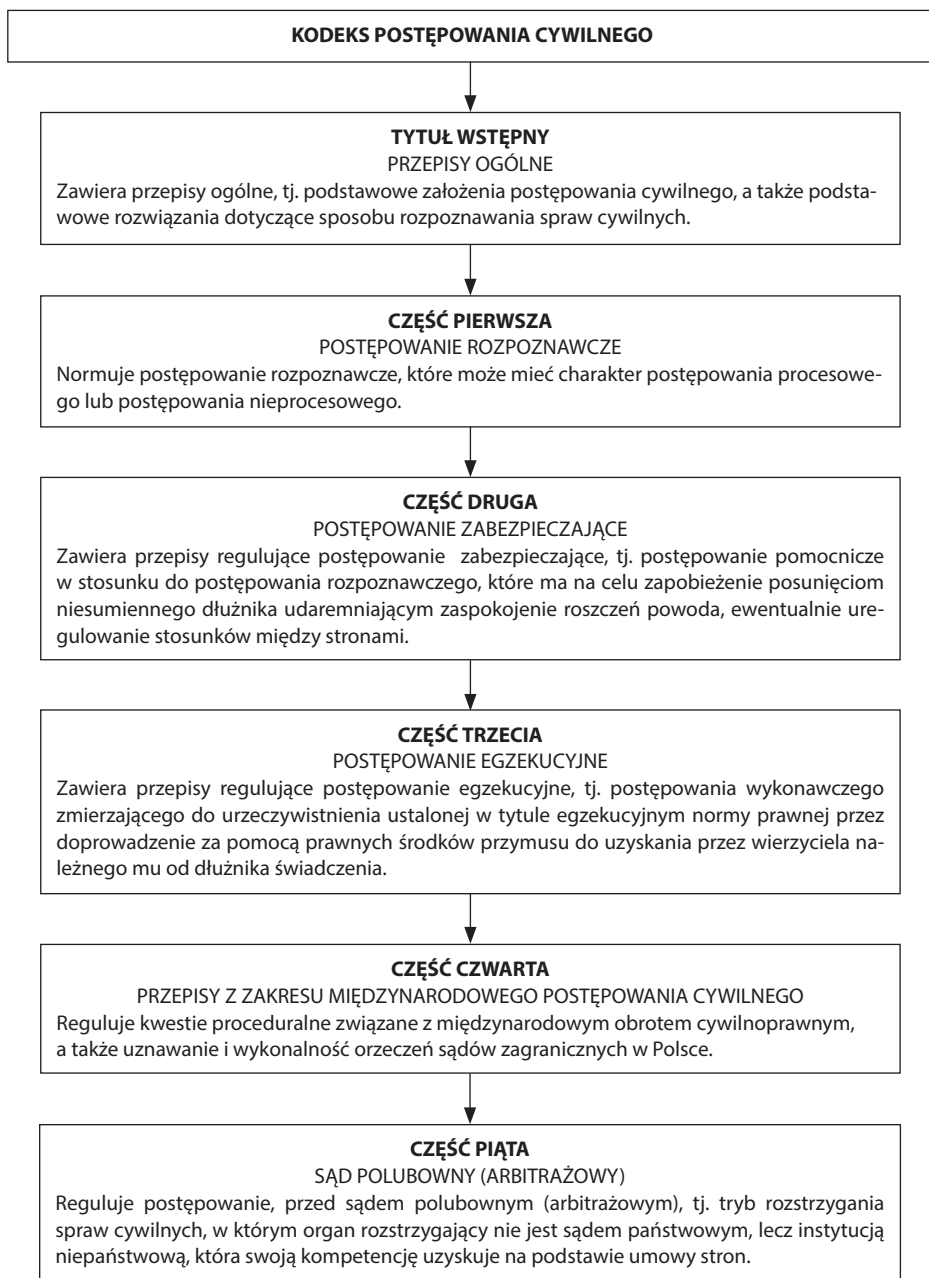 KODEKS POSTĘPOWANIA CYWILNEGO
TYTUŁ WSTĘPNY
PRZEPISY OGÓLNE
Zawiera przepisy ogólne, tj. podstawowe założenia postępowania cywilnego, a także podsta-
wowe rozwiązania dotyczące sposobu rozpoznawania spraw cywilnych.
CZĘŚĆ PIERWSZA
POSTĘPOWANIE ROZPOZNAWCZE
Normuje postępowanie rozpoznawcze, które może mieć charakter postępowania procesowe-
go lub postępowania nieprocesowego.
CZĘŚĆ DRUGA
POSTĘPOWANIE ZABEZPIECZAJĄCE
Zawiera przepisy regulujące postępowanie zabezpieczające, tj. postępowanie pomocnicze
w stosunku do postępowania rozpoznawczego, które ma na celu zapobieżenie posunięciom
niesumiennego dłużnika udaremniającym zaspokojenie roszczeń powoda, ewentualnie ure-
gulowanie stosunków między stronami.
CZĘŚĆ TRZECIA
POSTĘPOWANIE EGZEKUCYJNE
Zawiera przepisy regulujące postępowanie egzekucyjne, tj. postępowania wykonawczego
zmierzającego do urzeczywistnienia ustalonej w tytule egzekucyjnym normy prawnej przez
doprowadzenie za pomocą prawnych środków przymusu do uzyskania przez wierzyciela na-
leżnego mu od dłużnika świadczenia.
CZĘŚĆ CZWARTA
PRZEPISY Z ZAKRESU MIĘDZYNARODOWEGO POSTĘPOWANIA CYWILNEGO
Reguluje kwestie proceduralne związane z międzynarodowym obrotem cywilnoprawnym,
a także uznawanie i wykonalność orzeczeń sądów zagranicznych w Polsce.
CZĘŚĆ PIĄTA
SĄD POLUBOWNY (ARBITRAŻOWY)
Reguluje postępowanie, przed sądem polubownym (arbitrażowym), tj. tryb rozstrzygania
spraw cywilnych, w którym organ rozstrzygający nie jest sądem państwowym, lecz instytucją
niepaństwową, która swoją kompetencję uzyskuje na podstawie umowy stron.